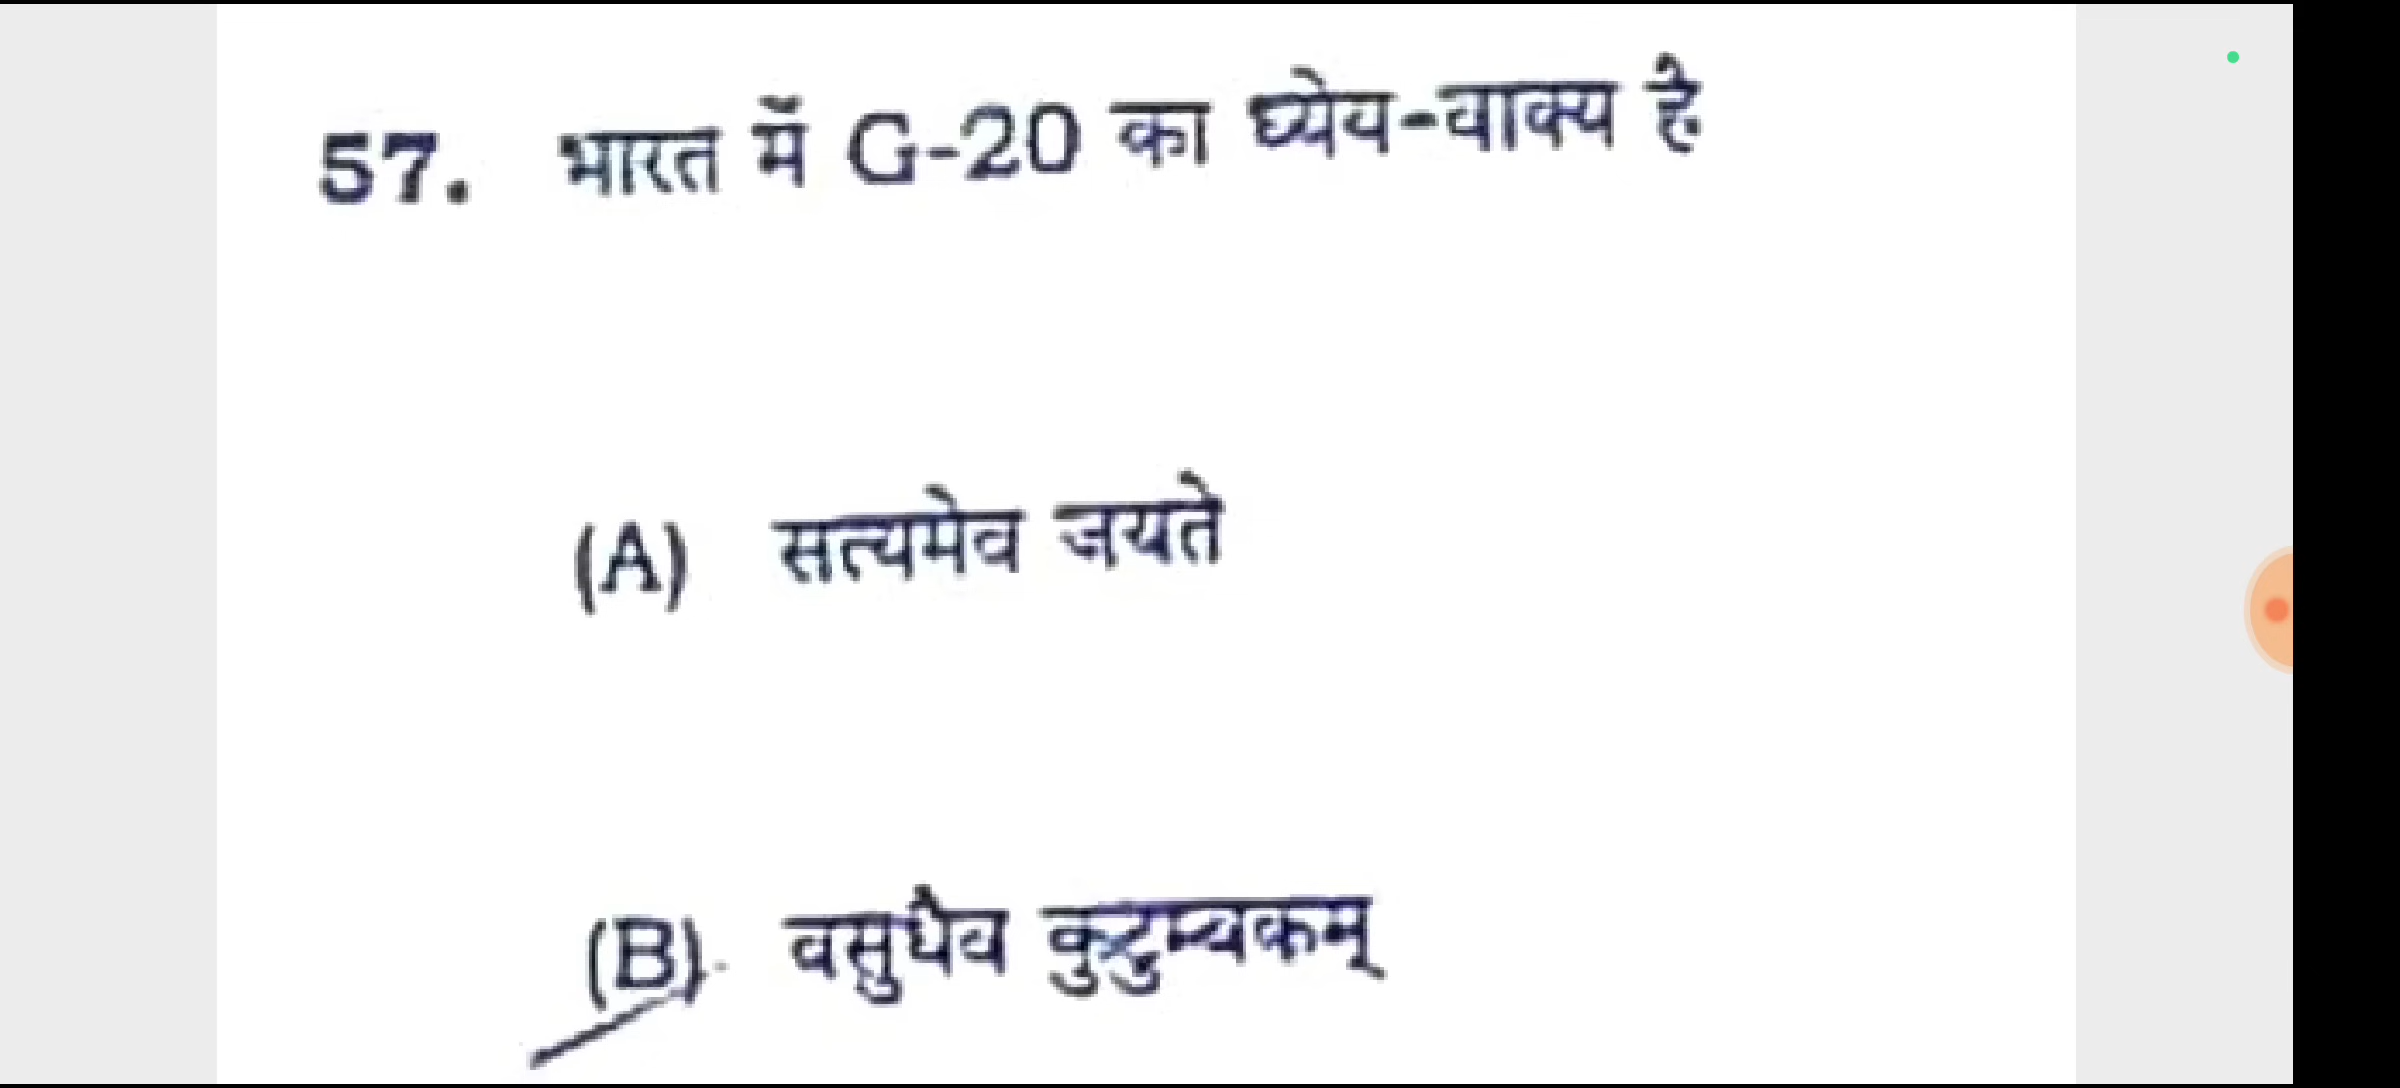 57. भारत में G-20 का ध्येय-वाक्य है
(A) सत्यमेव जयते
(B) वसुधैव कुटुम्बकम्